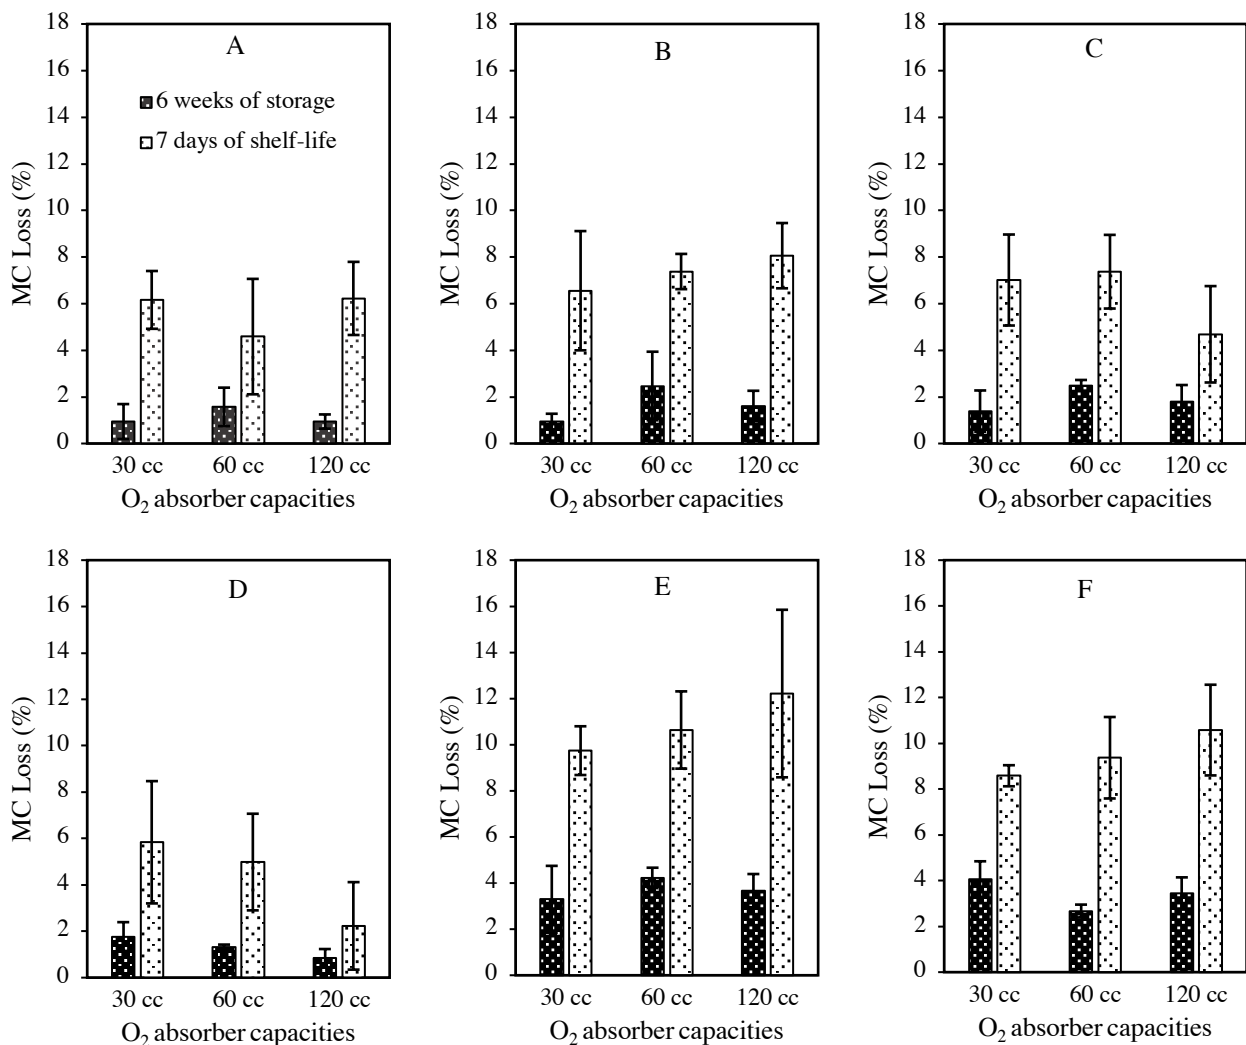 A
6 weeks of storage
7 days of shelf-life
MC Loss (%)
18
16
14
12
10
8
6
4
2
0
30 cc 60 cc 120 cc
O₂ absorber capacities
B
MC Loss (%)
18
16
14
12
10
8
6
4
2
0
30 cc 60 cc 120 cc
O₂ absorber capacities
C
MC Loss (%)
18
16
14
12
10
8
6
4
2
0
30 cc 60 cc 120 cc
O₂ absorber capacities
D
MC Loss (%)
18
16
14
12
10
8
6
4
2
0
30 cc 60 cc 120 cc
O₂ absorber capacities
E
MC Loss (%)
18
16
14
12
10
8
6
4
2
0
30 cc 60 cc 120 cc
O₂ absorber capacities
F
MC Loss (%)
18
16
14
12
10
8
6
4
2
0
30 cc 60 cc 120 cc
O₂ absorber capacities